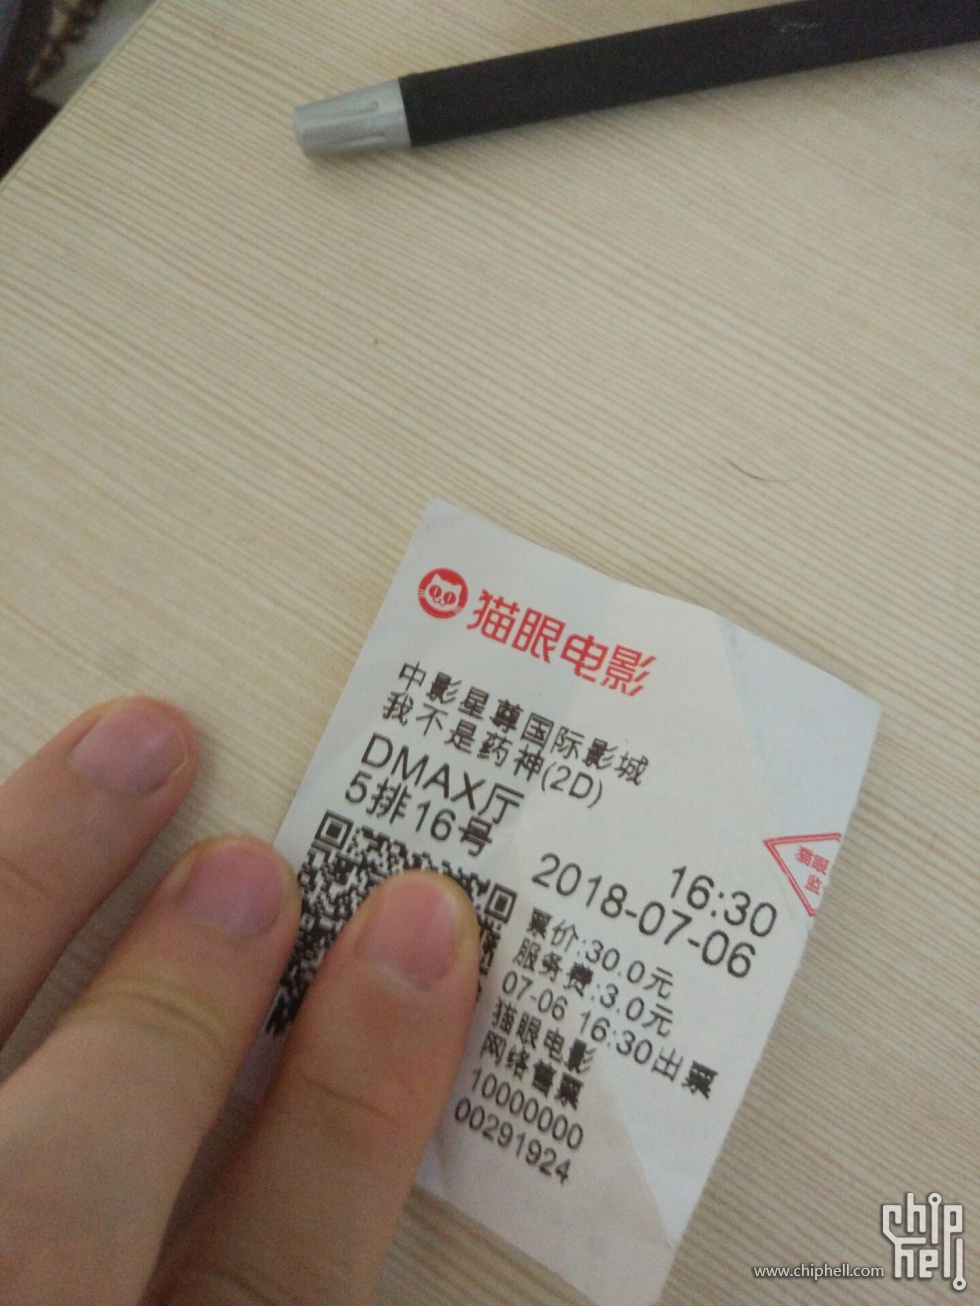 猫眼电影
中影星尊国际影城
我不是药神(2D)
DMAX厅
5排16号
16:30
2018-07-06
票价:30.0元
服务费:3.0元
07-06 16:30出票
猫眼电影
网络售票
10000000
00291924
猫眼
www.chiphell.com
chip
hell